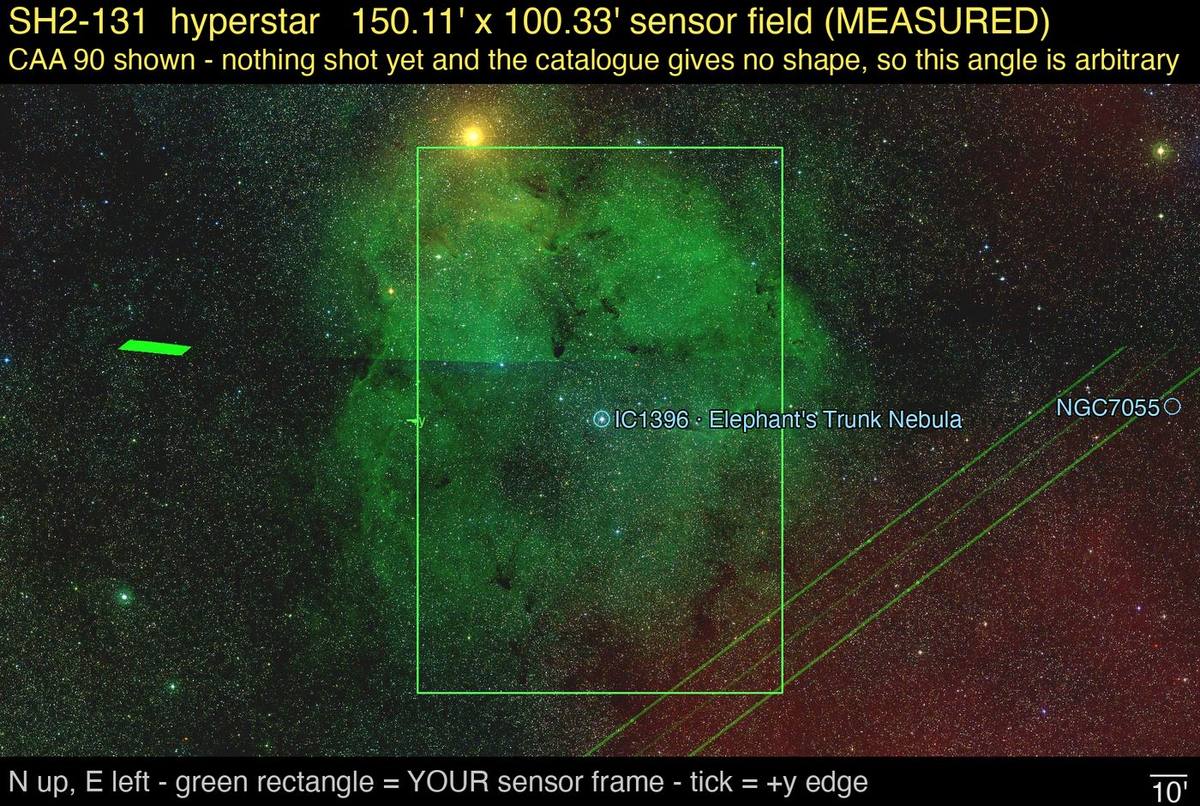 SH2-131 hyperstar 150.11' x 100.33' sensor field (MEASURED)
CAA 90 shown - nothing shot yet and the catalogue gives no shape, so this angle is arbitrary
NGC7055
IC1396 · Elephant's Trunk Nebula
+y
N up, E left - green rectangle = YOUR sensor frame - tick = +y edge
10'